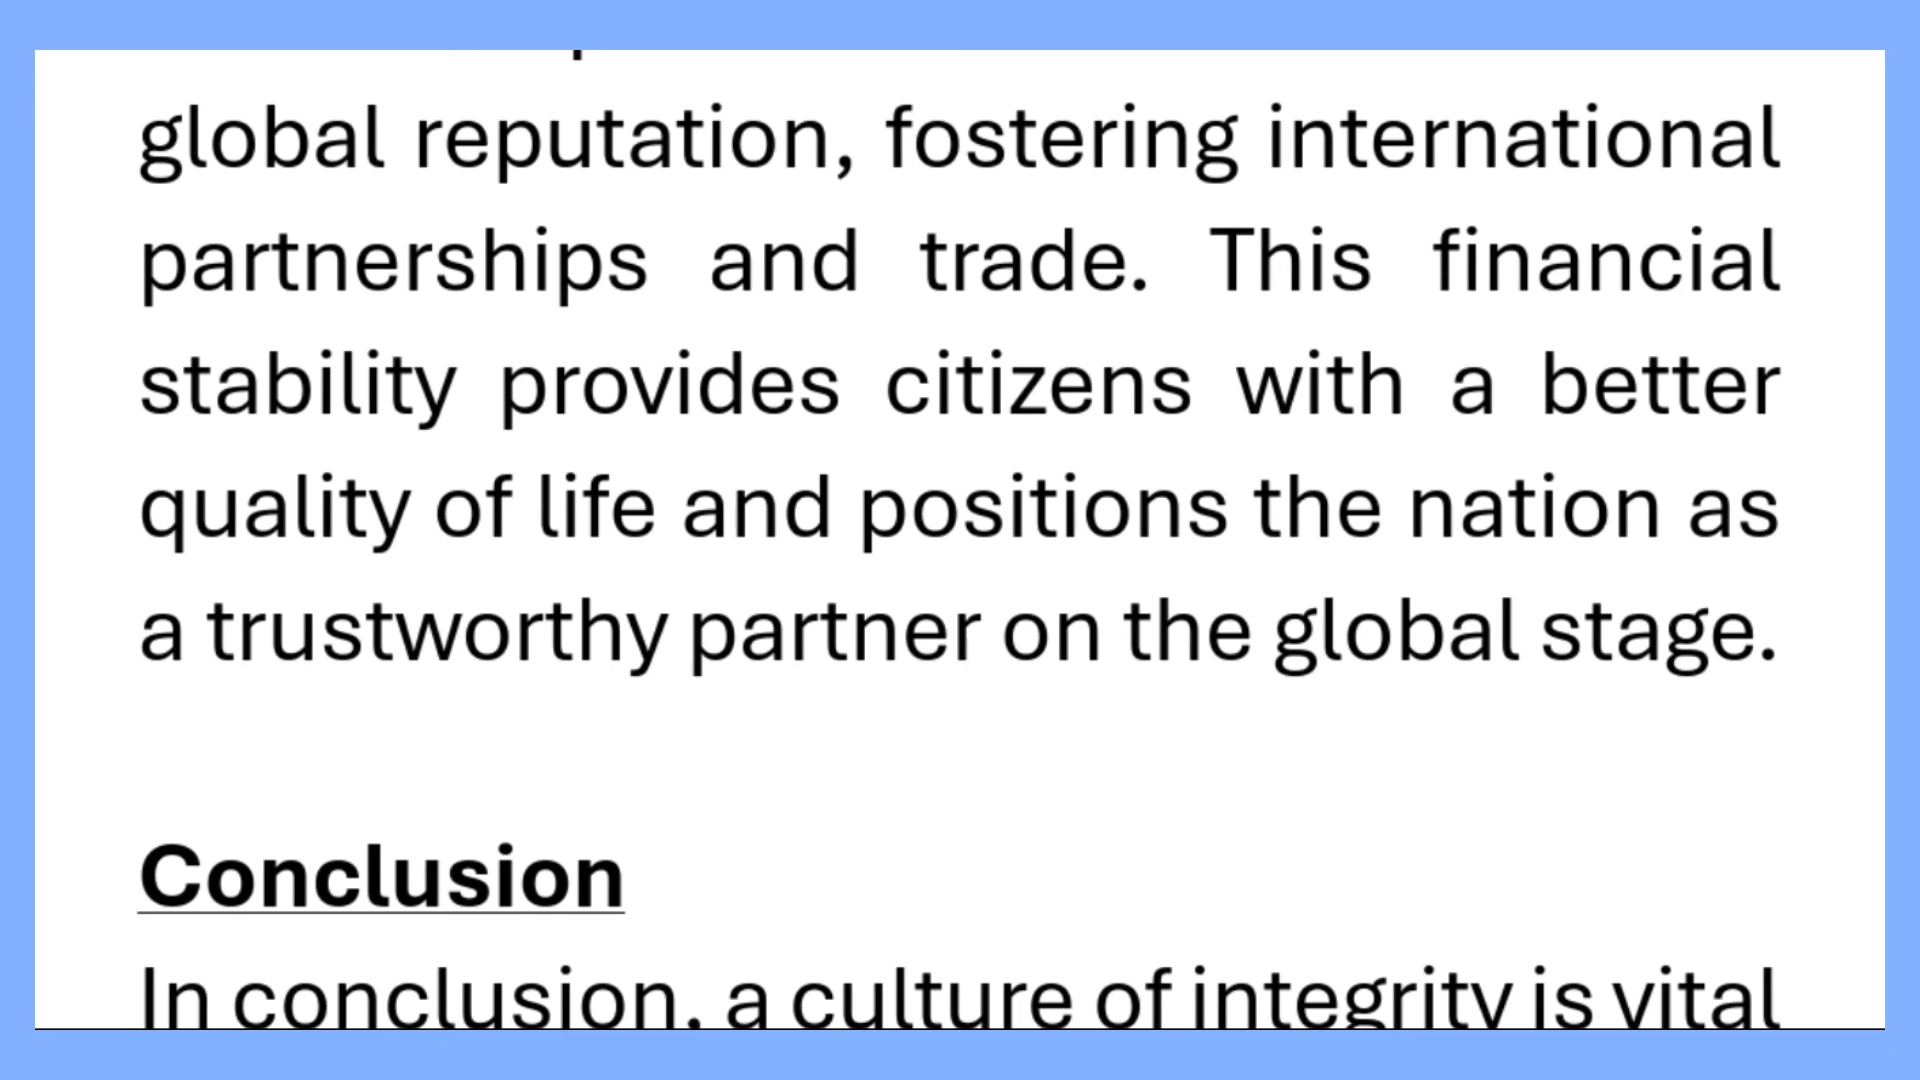 global reputation, fostering international
partnerships and trade. This financial
stability provides citizens with a better
quality of life and positions the nation as
a trustworthy partner on the global stage.
Conclusion
In conclusion, a culture of integrity is vital